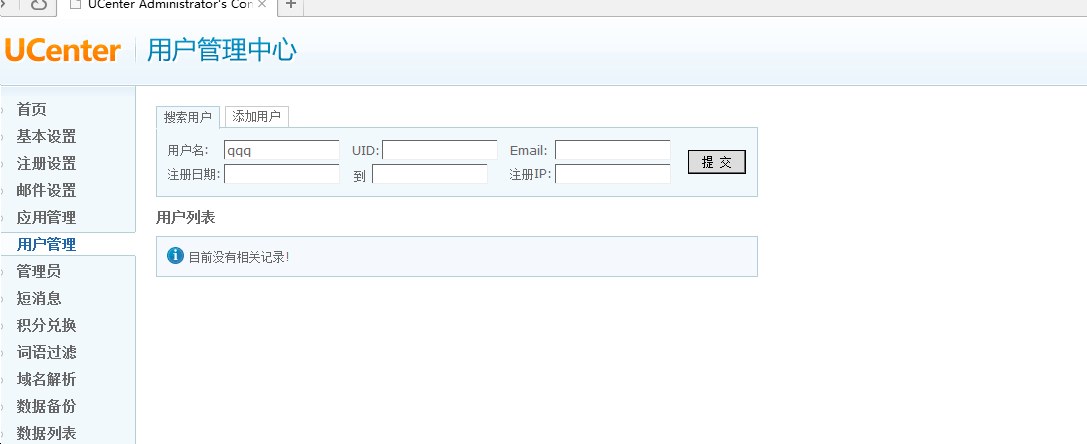 UCenter Administrator's Con
UCenter 用户管理中心
首页
基本设置
注册设置
邮件设置
应用管理
用户管理
管理员
短消息
积分兑换
词语过滤
域名解析
数据备份
数据列表
搜索用户 添加用户
用户名: qqq UID: Email: 提 交
注册日期: 到 注册IP:
用户列表
目前没有相关记录!